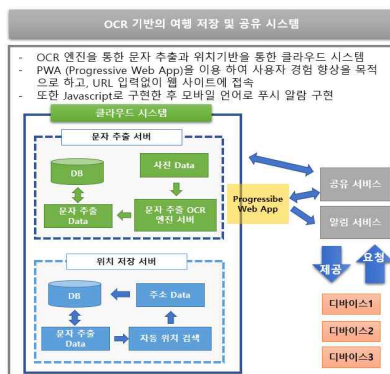 OCR 기반의 여행 저장 및 공유 시스템
- OCR 엔진을 통한 문자 추출과 위치기반을 통한 클라우드 시스템
- PWA (Progressive Web App)을 이용 하여 사용자 경험 향상을 목적
으로 하고, URL 입력없이 웹 사이트에 접속
- 또한 Javascript로 구현한 후 모바일 언어로 푸시 알람 구현
클라우드 시스템
문자 추출 서버
DB
사진 Data
문자 추출
Data
문자 추출 OCR
엔진 서버
위치 저장 서버
DB
주소 Data
문자 추출
Data
자동 위치 검색
Progressibe
Web App
공유 서비스
알림 서비스
제공
요청
디바이스1
디바이스2
디바이스3